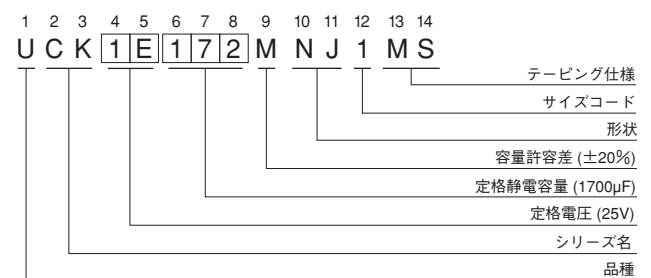 1 2 3 4 5 6 7 8 9 10 11 12 13 14
U C K 1 E 1 7 2 M N J 1 M S
テーピング仕様
サイズコード
形状
容量許容差 (±20%)
定格静電容量 (1700μF)
定格電圧 (25V)
シリーズ名
品種